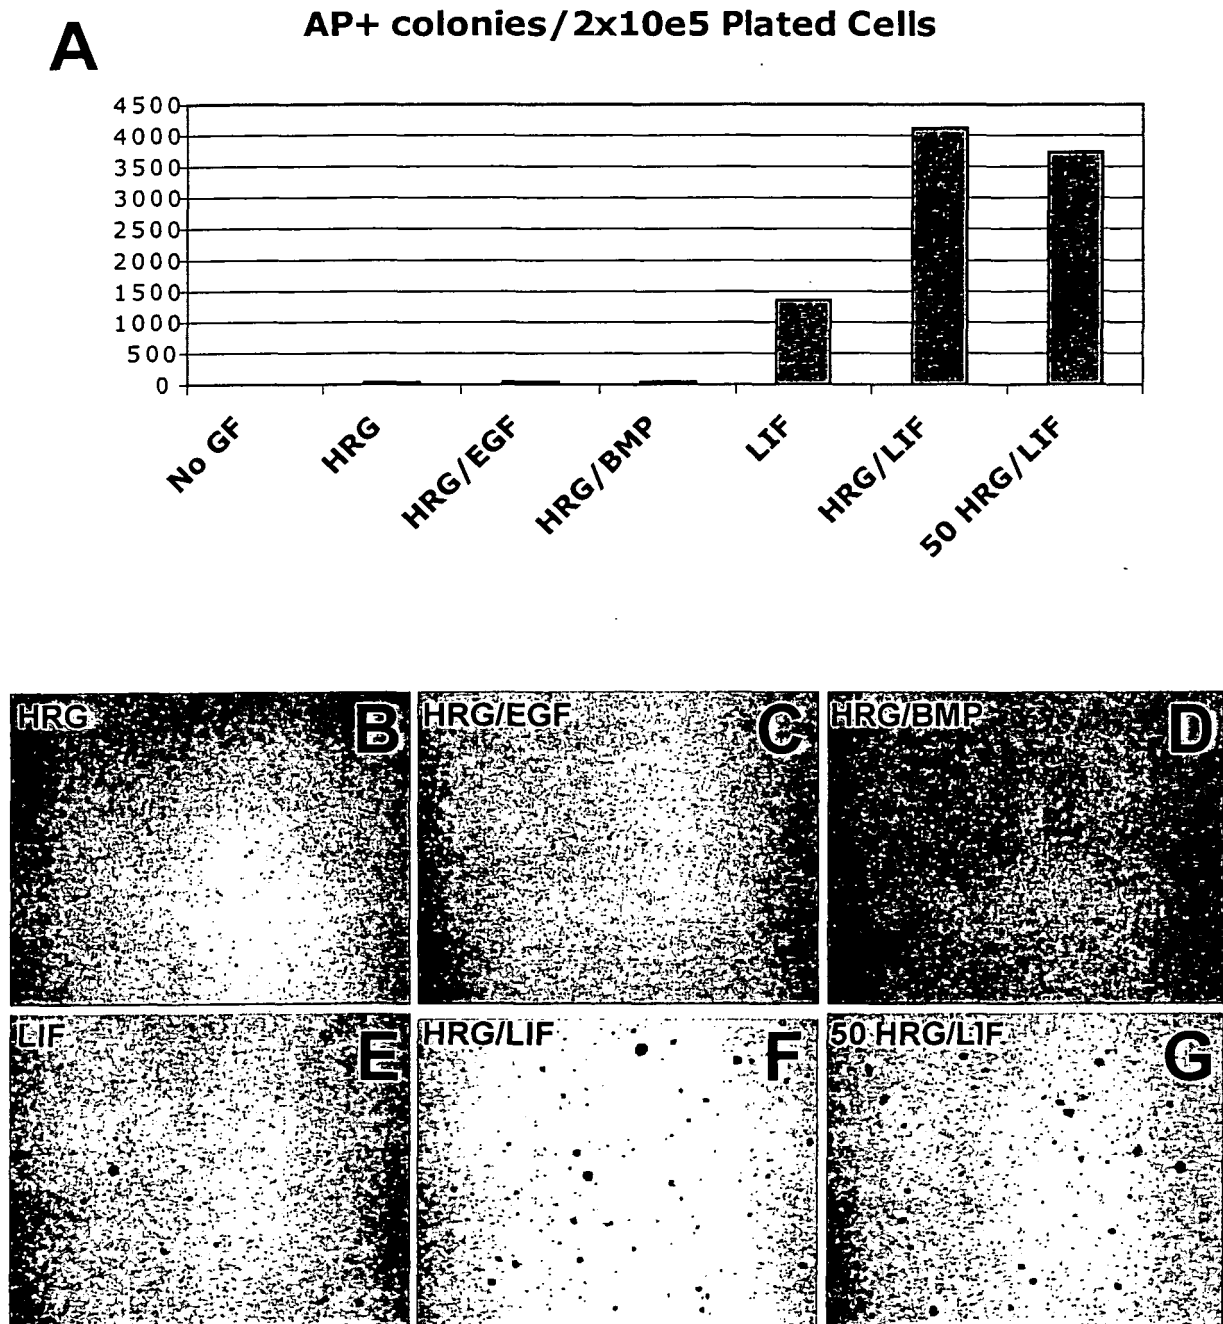 A
AP+ colonies/2x10e5 Plated Cells
4500
4000
3500
3000
2500
2000
1500
1000
500
0
No GF
HRG
HRG/EGF
HRG/BMP
LIF
HRG/LIF
50 HRG/LIF
HRG
B
HRG/EGF
C
HRG/BMP
D
LIF
E
HRG/LIF
F
50 HRG/LIF
G